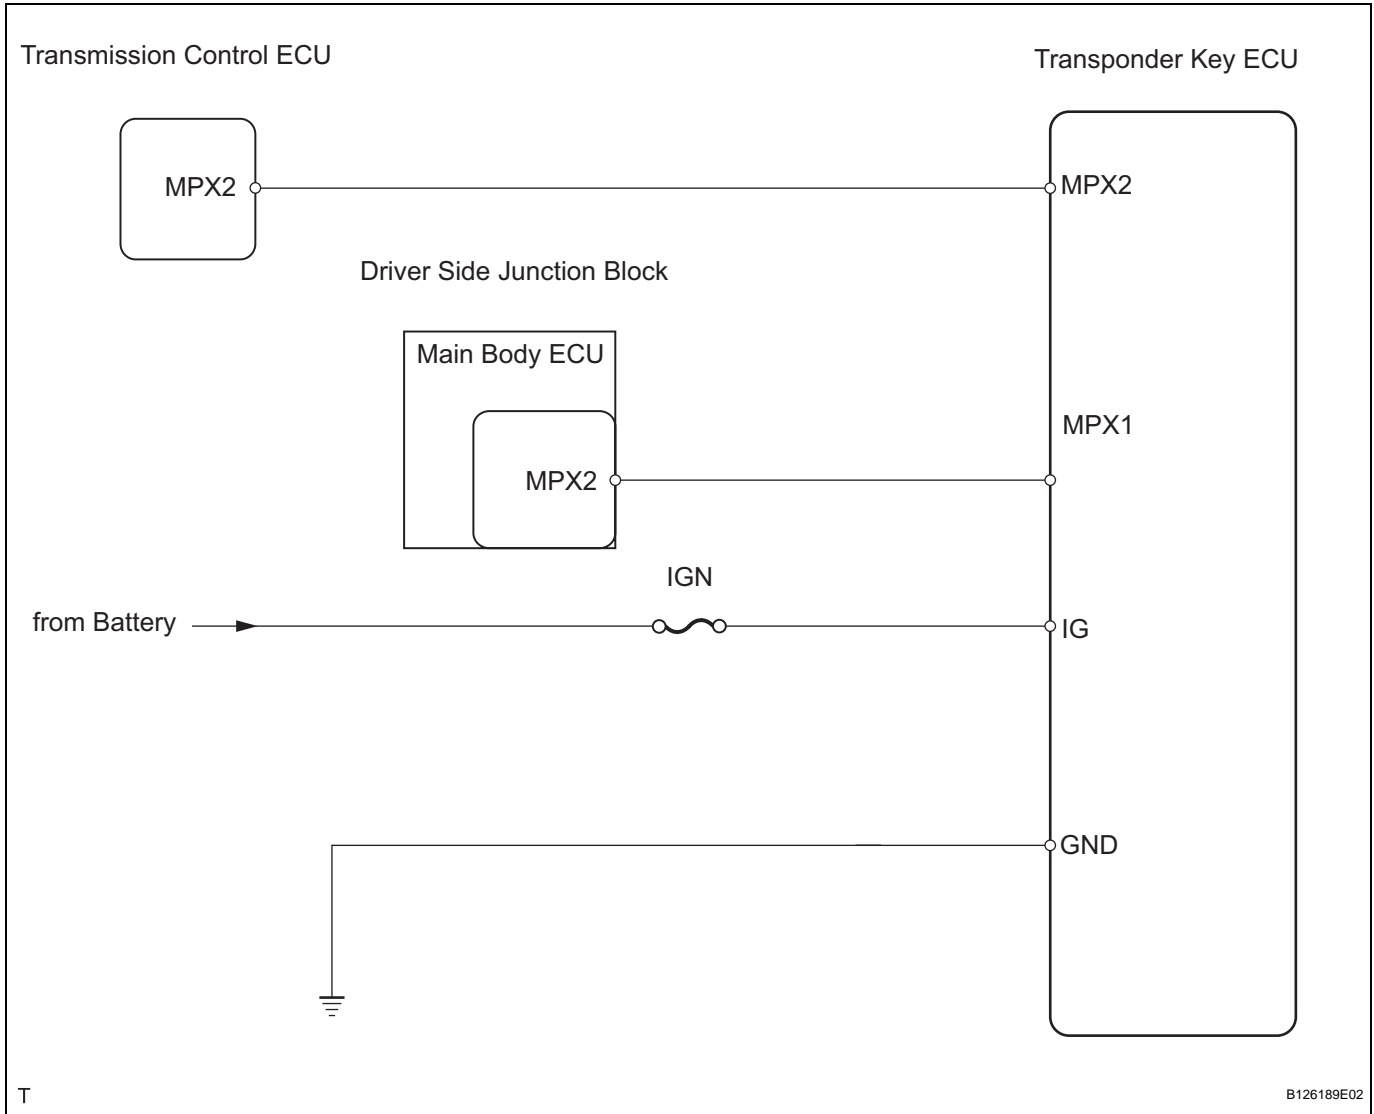 Transmission Control ECU
Transponder Key ECU
MPX2
MPX2
Driver Side Junction Block
Main Body ECU
MPX1
MPX2
IGN
from Battery
IG
GND
T
B126189E02